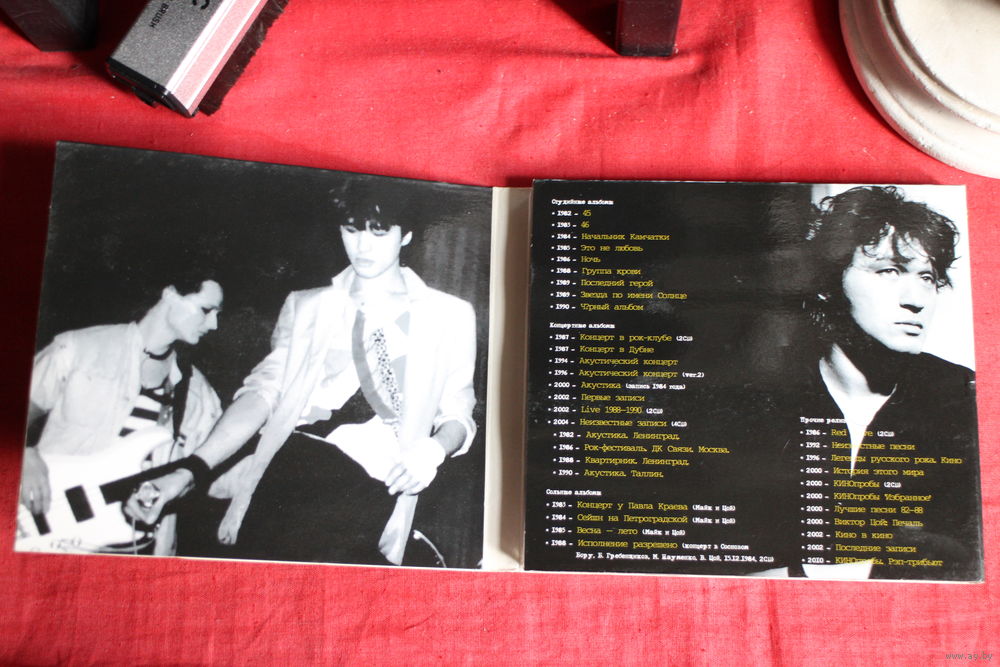 BRUSH
Студийные альбомы
• 1982 – 45
• 1983 – 46
• 1984 – Начальник Камчатки
• 1985 – Это не любовь
• 1986 – Ночь
• 1988 – Группа крови
• 1989 – Последний герой
• 1989 – Звезда по имени Солнце
• 1990 – Ч?рный альбом
Концертные альбомы
• 1987 – Концерт в рок-клубе (2CD)
• 1987 – Концерт в Дубне
• 1994 – Акустический концерт
• 1996 – Акустический концерт (ver.2)
• 2000 – Акустика (запись 1984 года)
• 2002 – Первые записи
• 2002 – Live 1988–1990. (2CD)
• 2004 – Неизвестные записи (4CD)
• 1982 – Акустика. Ленинград.
• 1986 – Рок-фестиваль. ДК Связи. Москва.
• 1988 – Квартирник. Ленинград.
• 1990 – Акустика. Таллин.
Сольные альбомы
• 1983 – Концерт у Павла Краева (Майк и Цой)
• 1984 – Сейшн на Петроградской (Майк и Цой)
• 1985 – Весна – лето (Майк и Цой)
• 1988 – Исполнение разрешено (концерт в Сосновом
Бору, Б. Гребенщиков, М. Науменко, В. Цой, 15.12.1984, 2CD)
Прочие
• 1986 – Red (2CD)
• 1992 – Неизвестные песни
• 1996 – Легенды русского рока. Кино
• 2000 – История этого мира
• 2000 – КИНОпробы (2CD)
• 2000 – КИНОпробы "Избранное"
• 2000 – Лучшие песни 82–88
• 2000 – Виктор Цой: Печаль
• 2002 – Кино в кино
• 2002 – Последние записи
• 2010 – КИНОпробы. Рэп-трибьют
www.ay.by